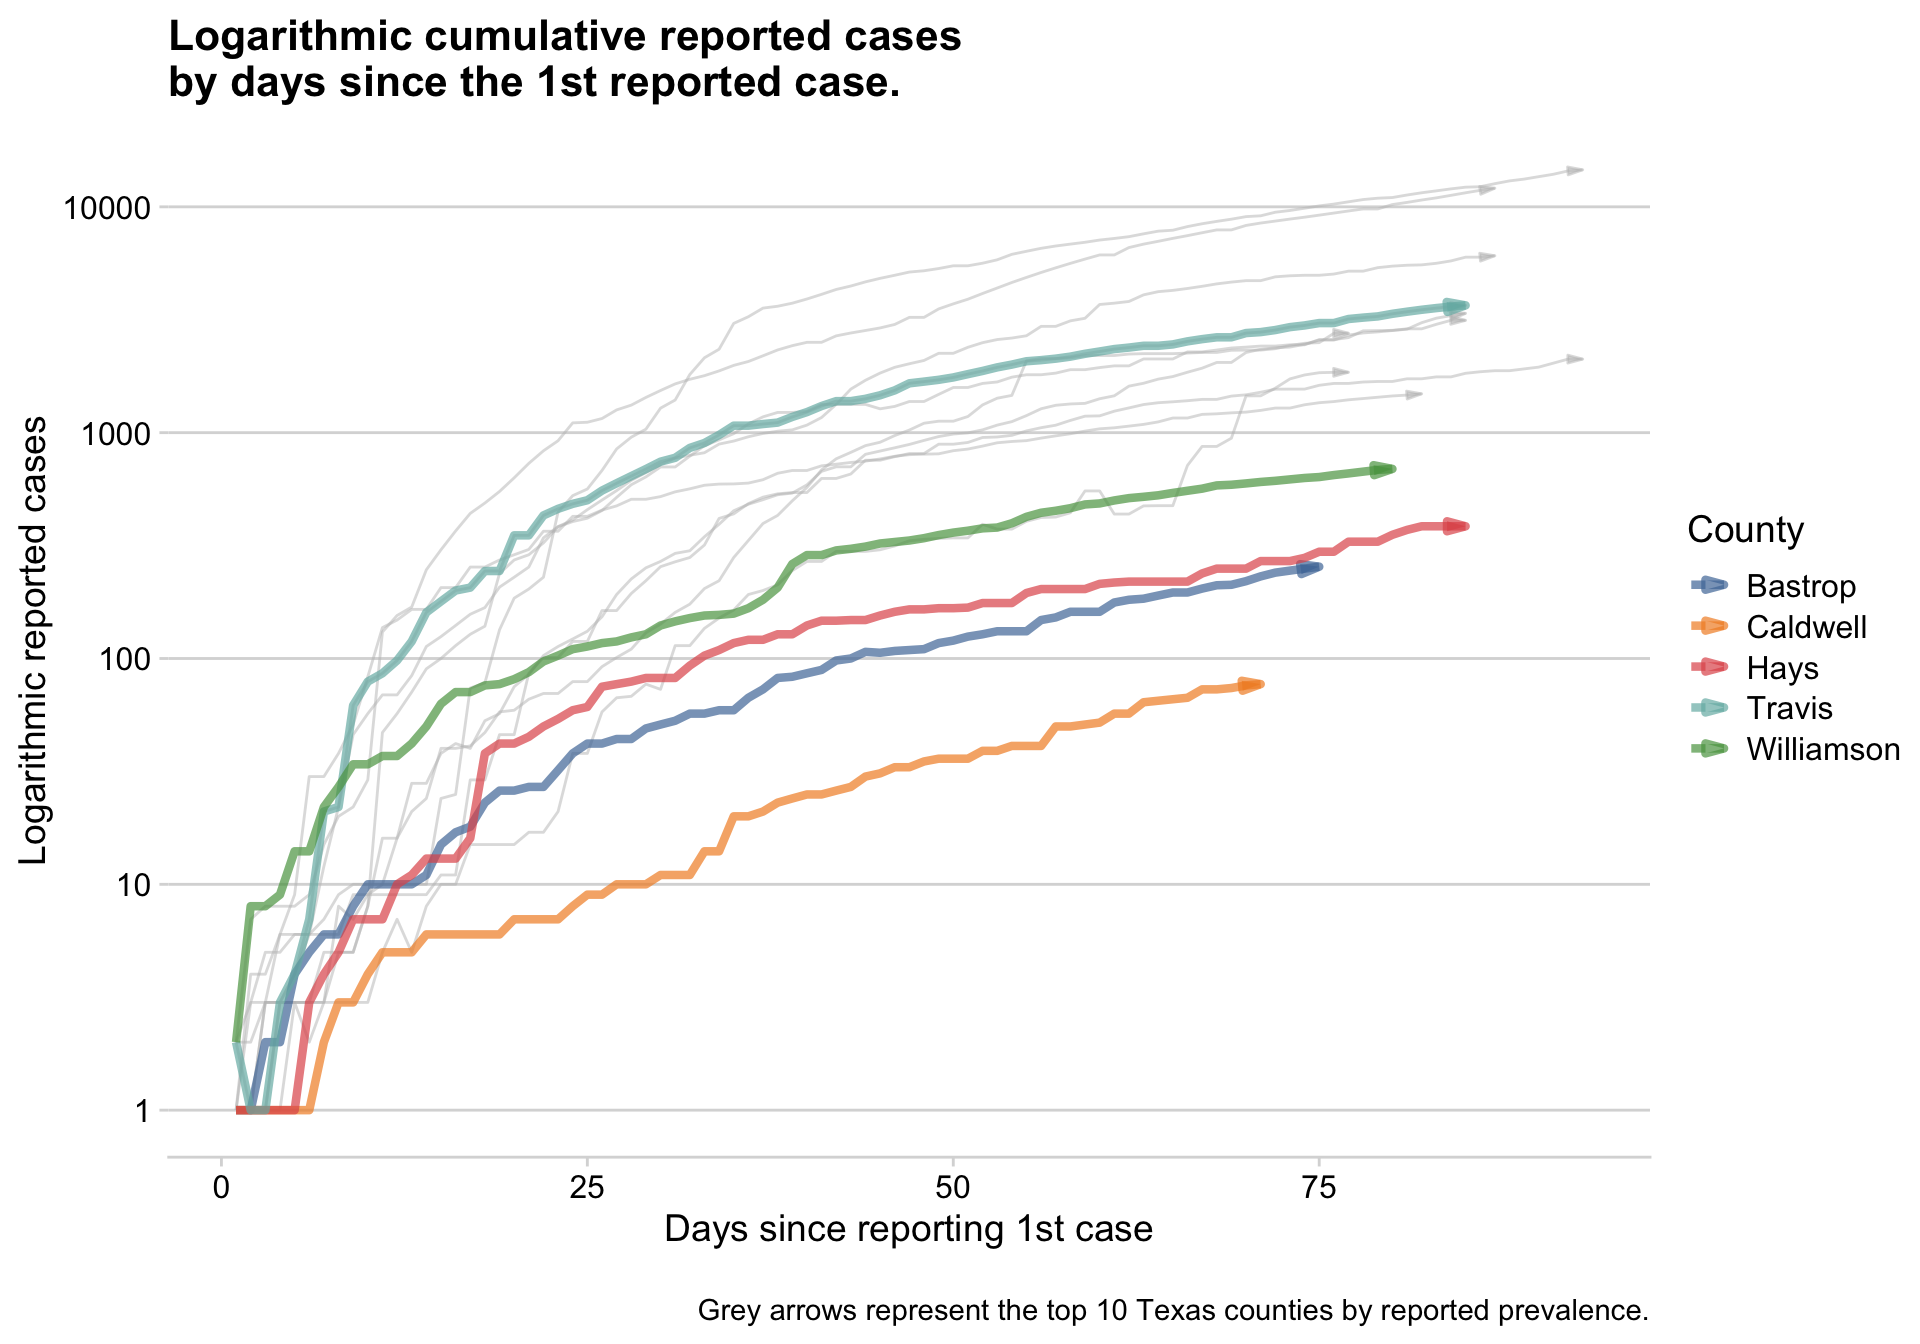 Logarithmic cumulative reported cases
by days since the 1st reported case.
Logarithmic reported cases
10000
1000
100
10
1
0
25
50
75
Days since reporting 1st case
County
Bastrop
Caldwell
Hays
Travis
Williamson
Grey arrows represent the top 10 Texas counties by reported prevalence.